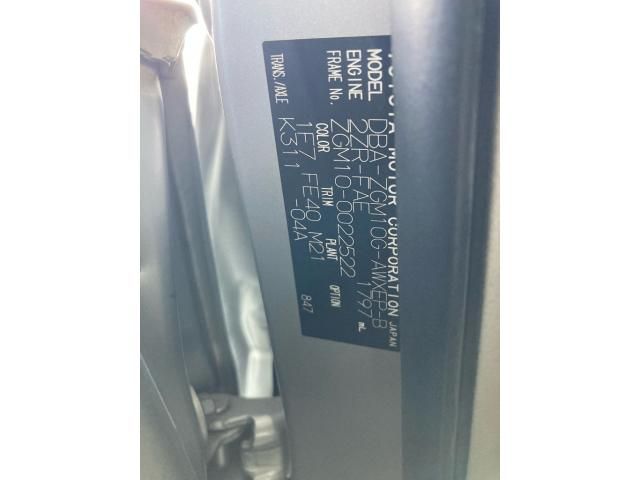 TOYOTA MOTOR CORPORATION JAPAN
MODEL DBA-ZGM10G-AWXEP-B
ENGINE 2ZR-FAE 1797 mL
FRAME No. ZGM10-0022522
COLOR TRIM PLANT OPTION
1F7 FE40 M21
TRANS./AXLE K311 -04A 847